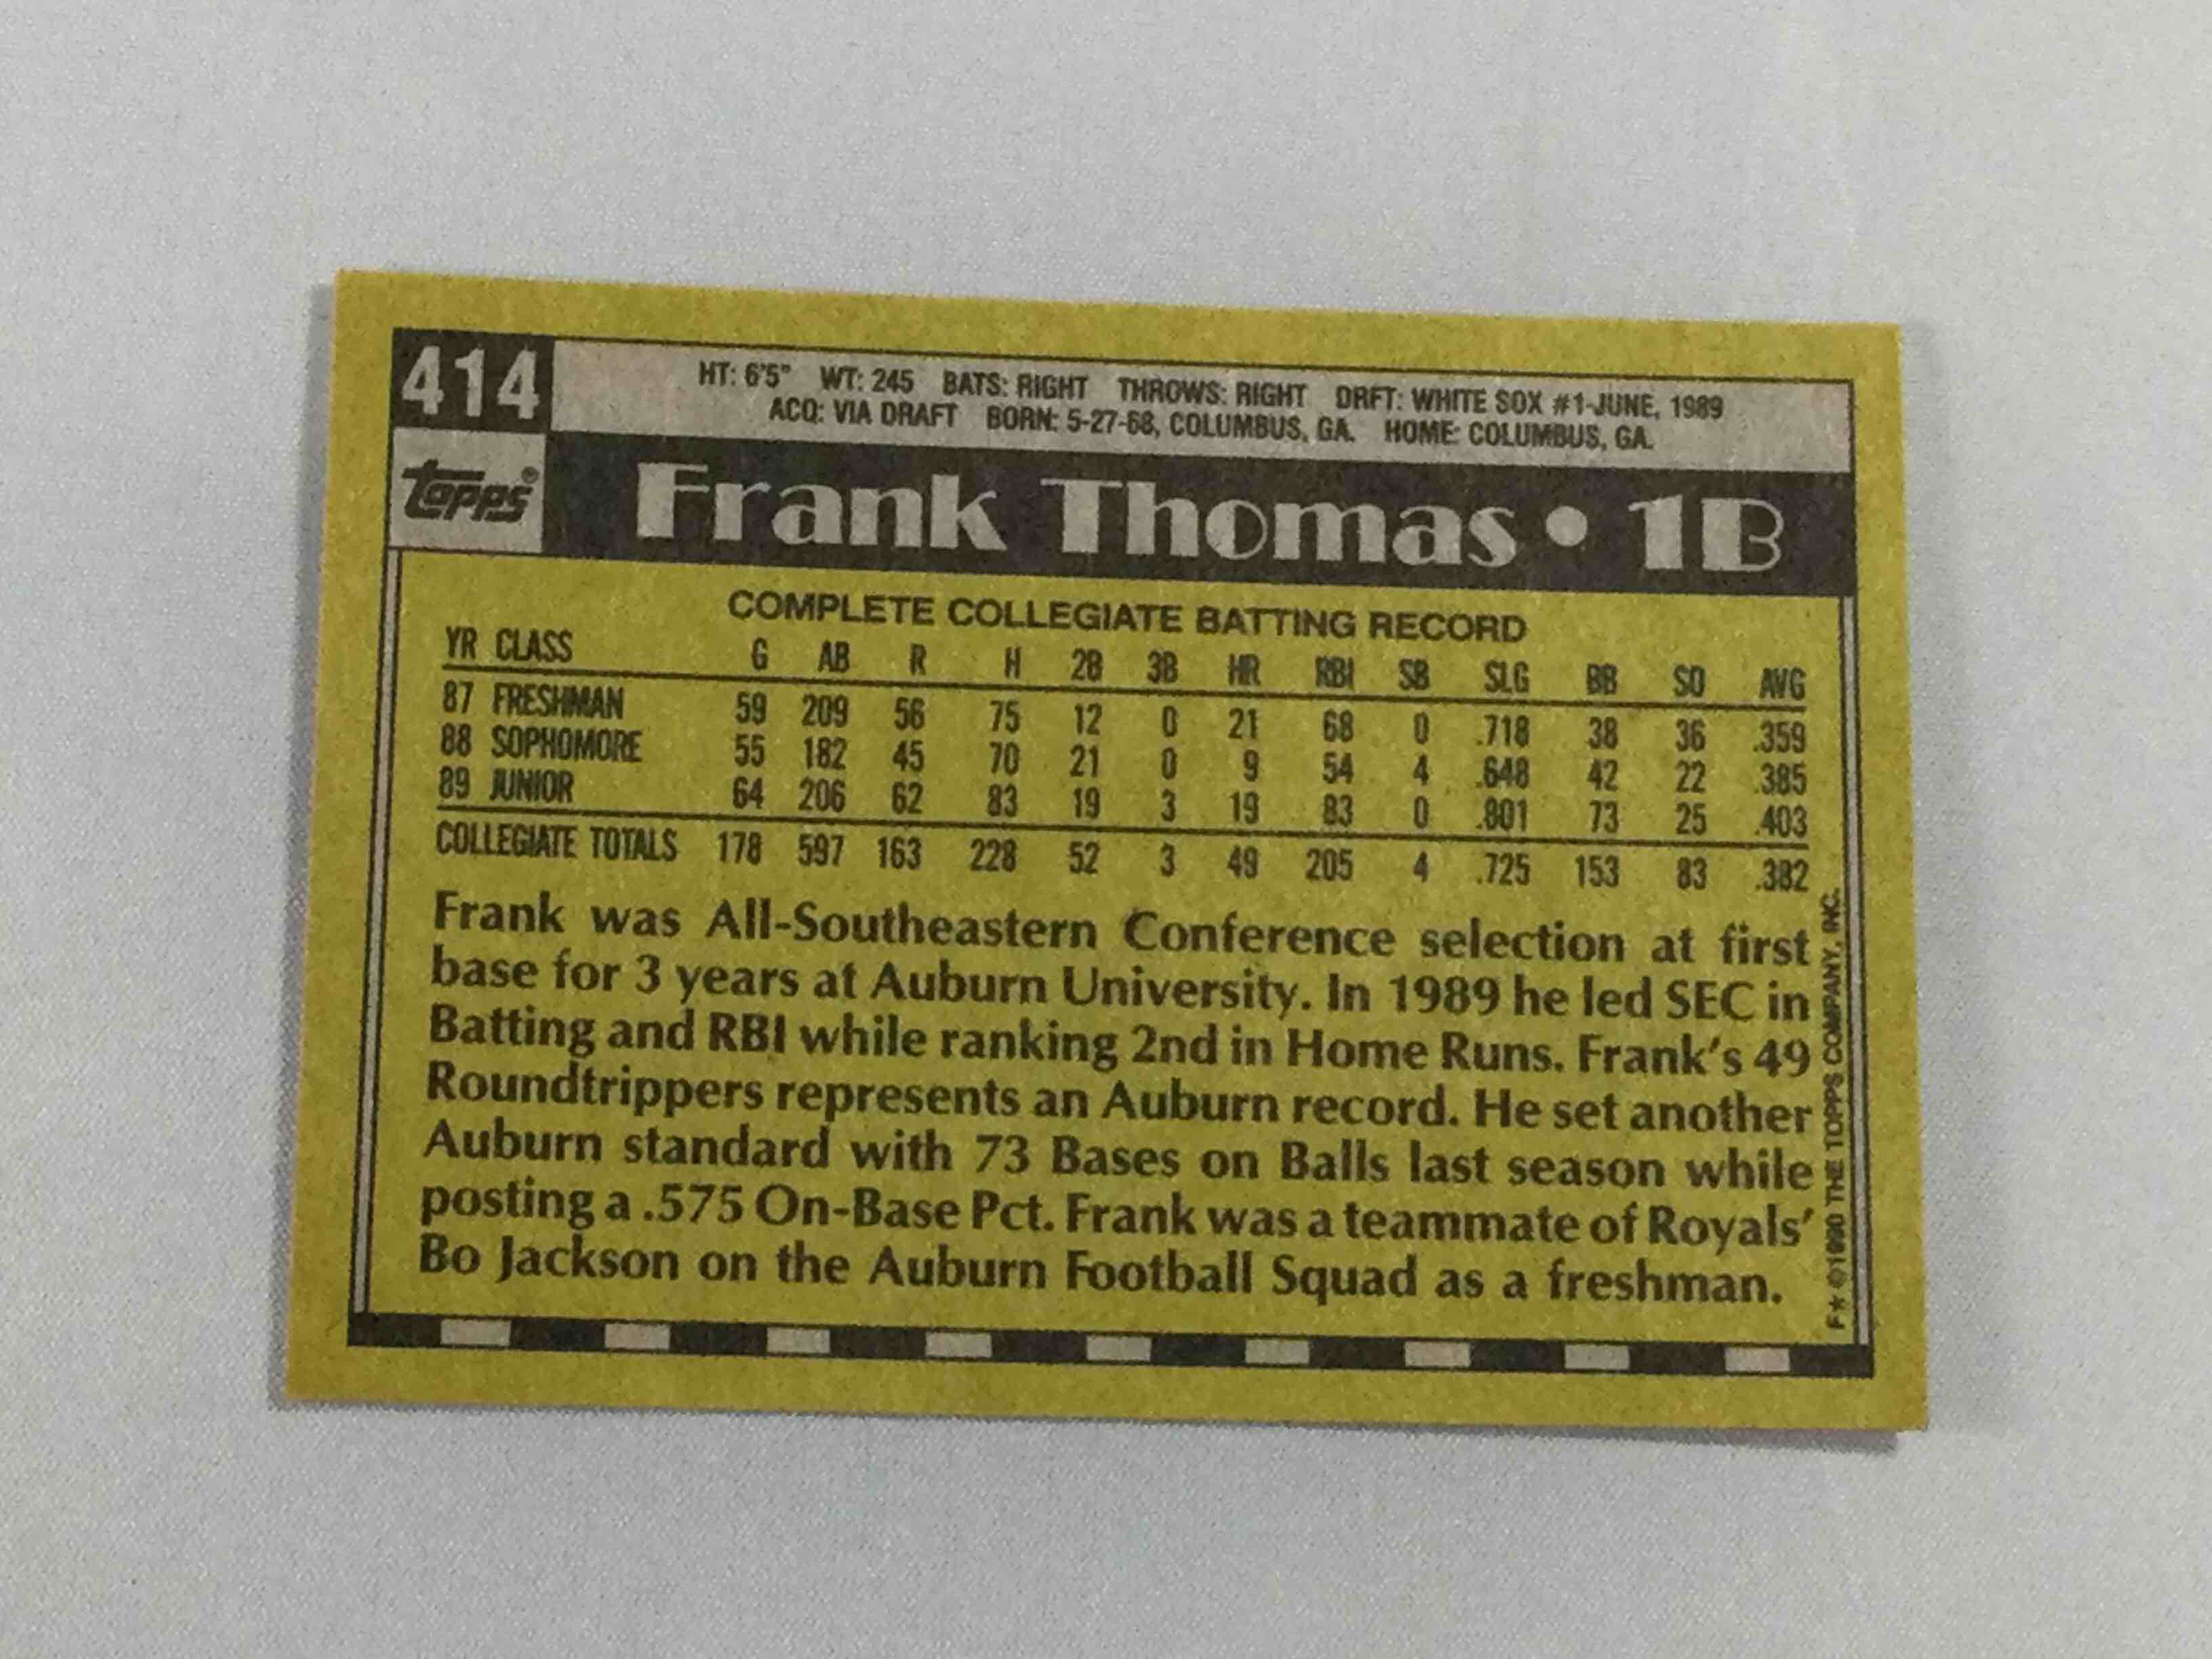 414
HT: 6'5" WT: 245 BATS: RIGHT THROWS: RIGHT DRFT: WHITE SOX #1-JUNE, 1989
ACQ: VIA DRAFT BORN: 5-27-68, COLUMBUS, GA. HOME: COLUMBUS, GA.
Topps®
Frank Thomas • 1B
COMPLETE COLLEGIATE BATTING RECORD
YR CLASS G AB R H 2B 3B HR RBI SB SLG BB SO AVG
87 FRESHMAN 59 209 56 75 12 0 21 68 0 .718 38 36 .359
88 SOPHOMORE 55 182 45 70 21 0 9 54 4 .648 42 22 .385
89 JUNIOR 64 206 62 83 19 3 19 83 0 .801 73 25 .403
COLLEGIATE TOTALS 178 597 163 228 52 3 49 205 4 .725 153 83 .382
Frank was All-Southeastern Conference selection at first
base for 3 years at Auburn University. In 1989 he led SEC in
Batting and RBI while ranking 2nd in Home Runs. Frank's 49
Roundtrippers represents an Auburn record. He set another
Auburn standard with 73 Bases on Balls last season while
posting a .575 On-Base Pct. Frank was a teammate of Royals'
Bo Jackson on the Auburn Football Squad as a freshman.
F★ ©1990 THE TOPPS COMPANY, INC.